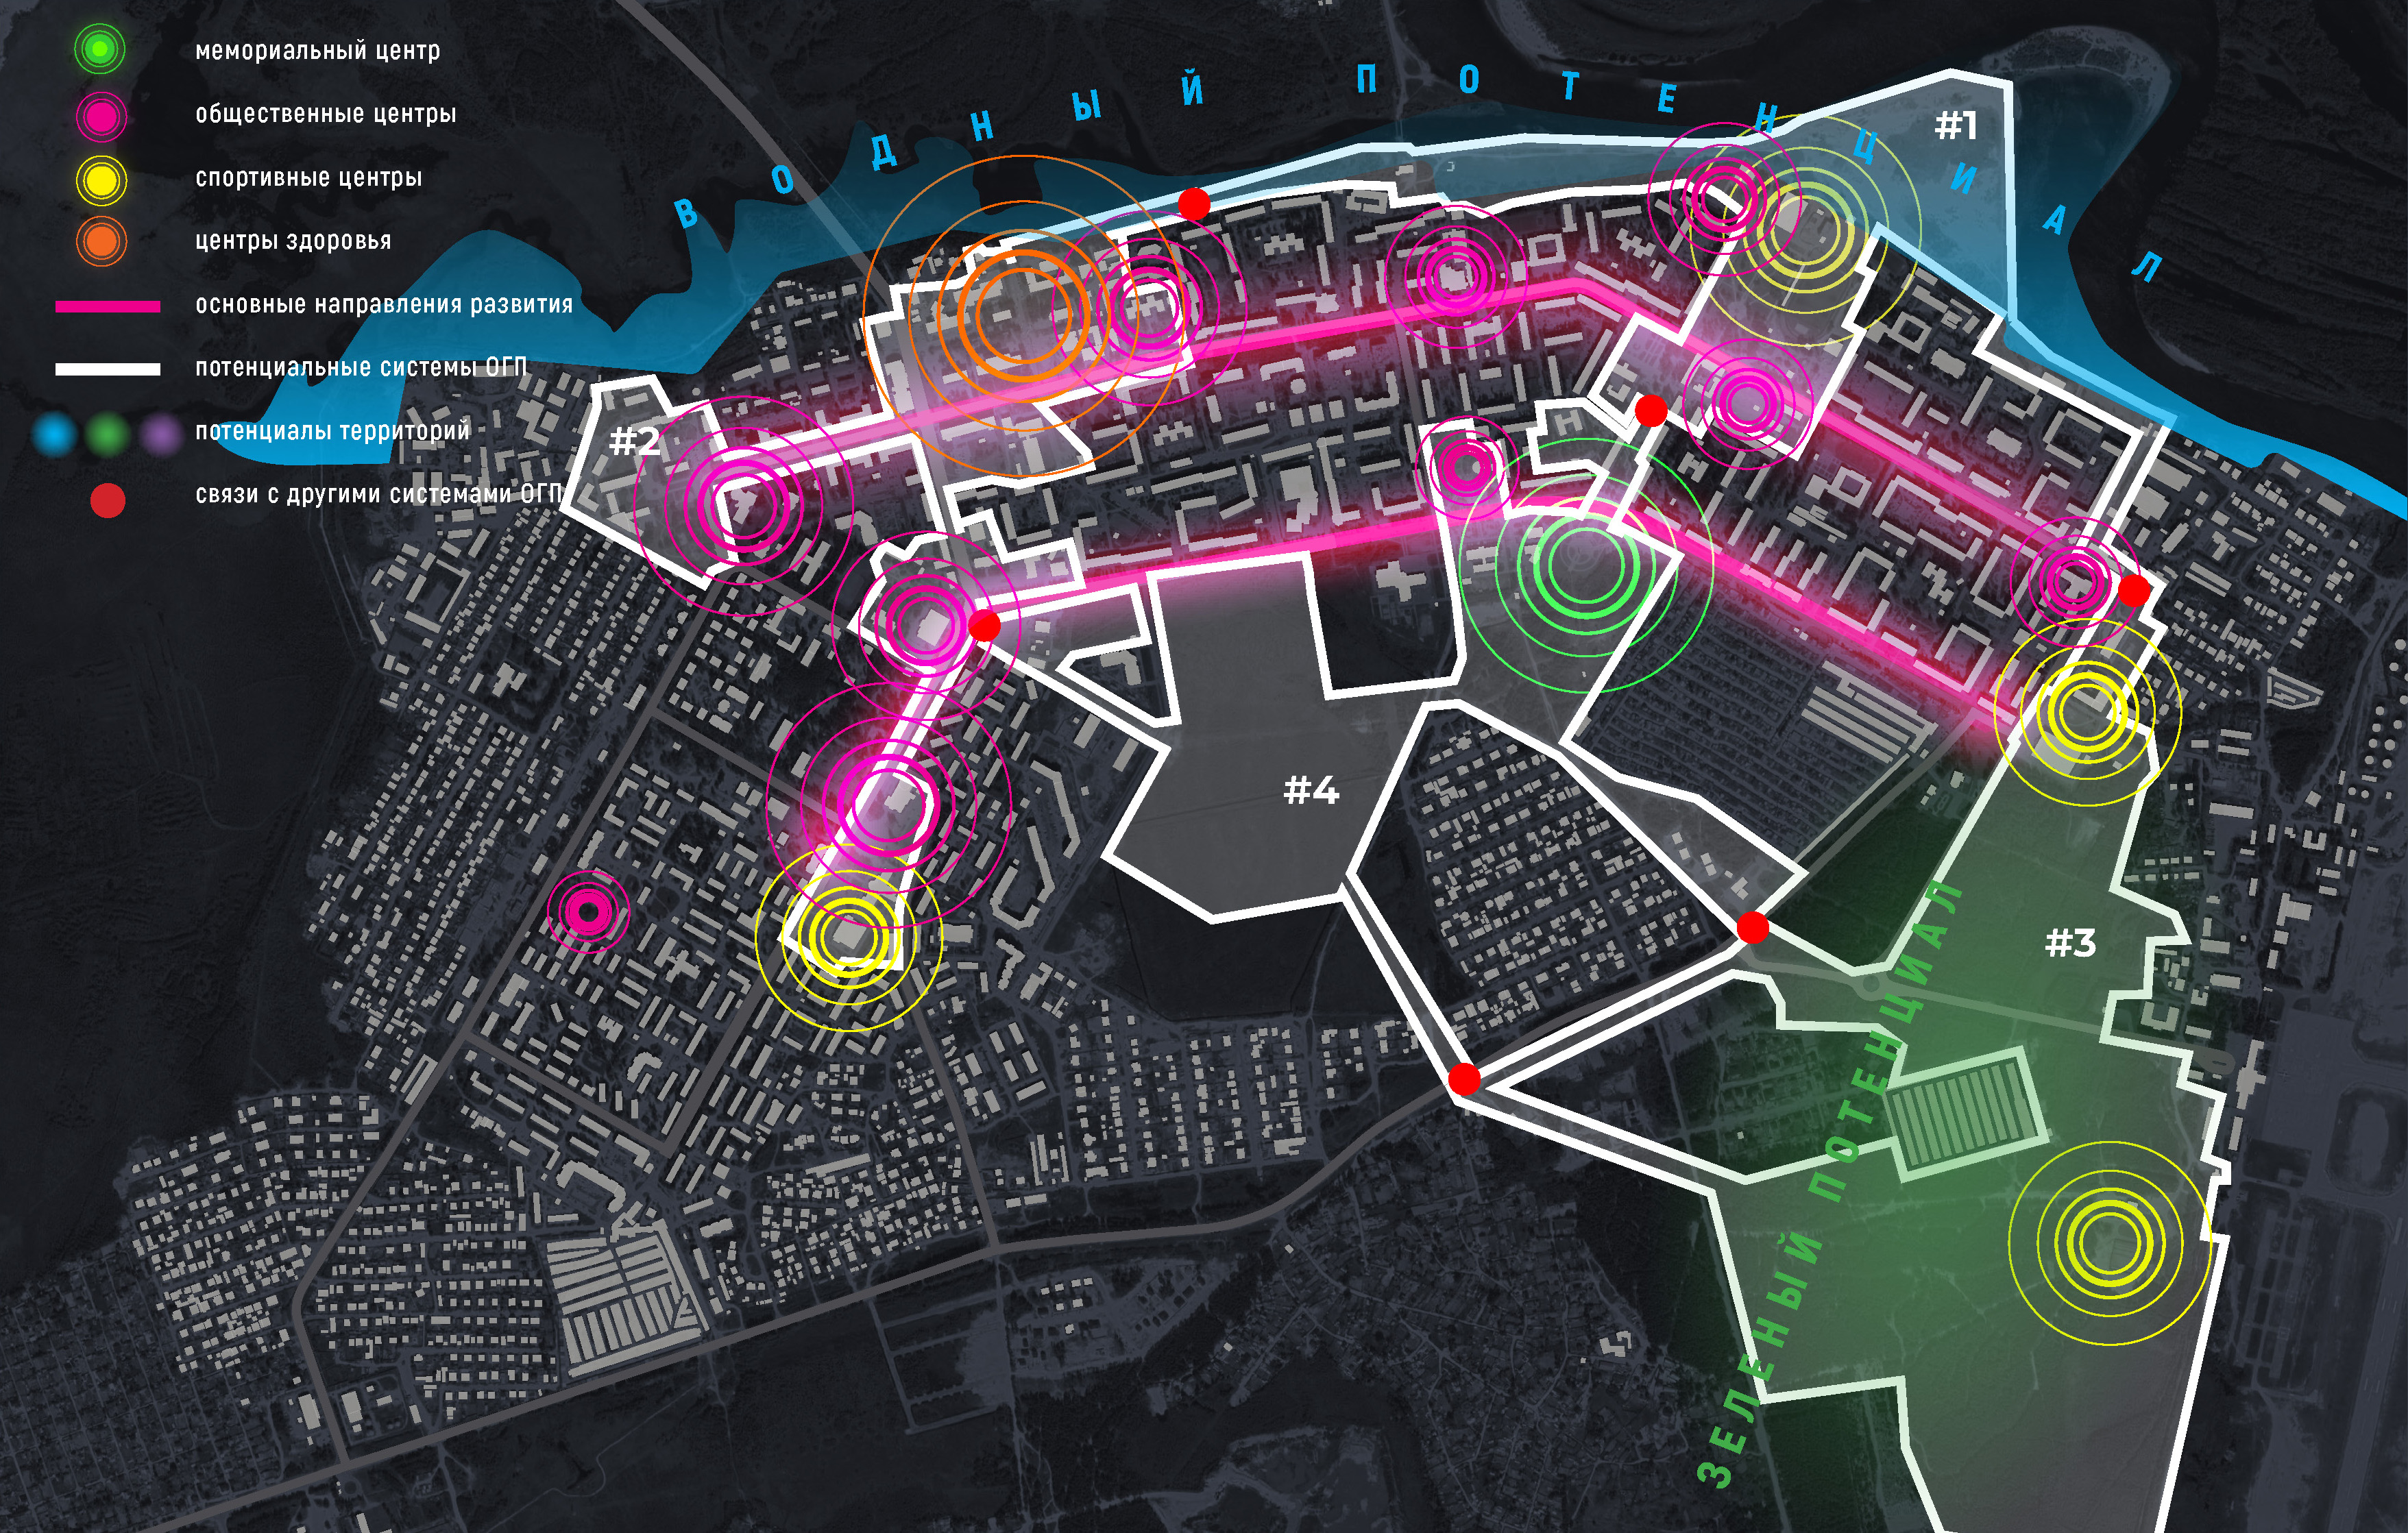 мемориальный центр
общественные центры
спортивные центры
центры здоровья
основные направления развития
потенциальные системы ОГП
потенциалы территорий
связи с другими системами ОГП
ВОДНЫЙ ПОТЕНЦИАЛ
#1
#2
#4
#3
ЗЕЛЕНЫЙ ПОТЕНЦИАЛ